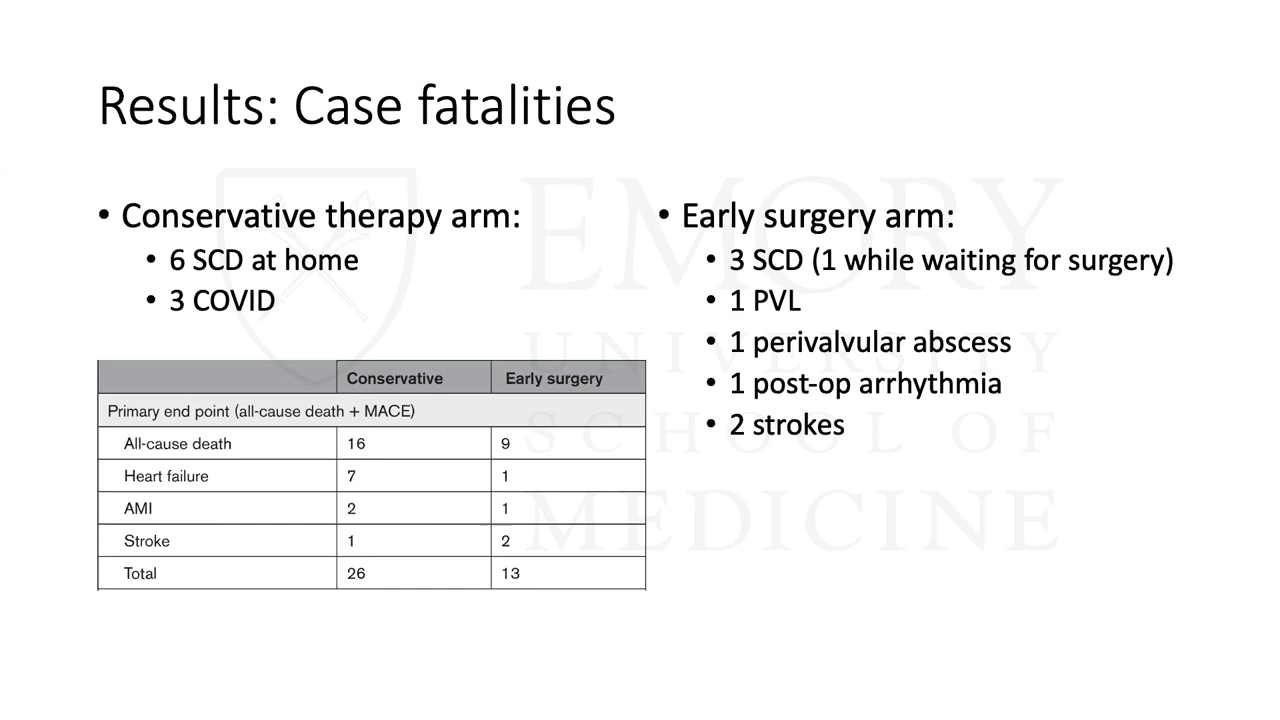 Results: Case fatalities
• Conservative therapy arm:
• 6 SCD at home
• 3 COVID
• Early surgery arm:
• 3 SCD (1 while waiting for surgery)
• 1 PVL
• 1 perivalvular abscess
• 1 post-op arrhythmia
• 2 strokes
Conservative Early surgery
Primary end point (all-cause death + MACE)
All-cause death 16 9
Heart failure 7 1
AMI 2 1
Stroke 1 2
Total 26 13
EMORY
UNIVERSITY
SCHOOL OF
MEDICINE